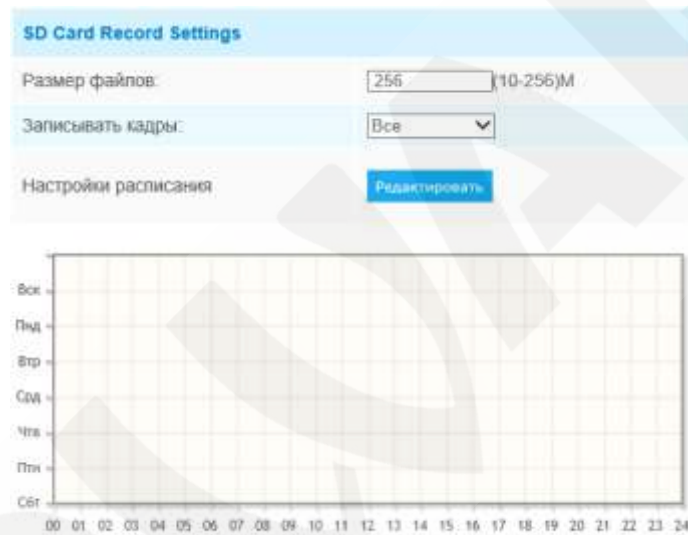 SD Card Record Settings
Размер файлов: 256 (10-256)M
Записывать кадры: Все
Настройки расписания Редактировать
Вск
Пнд
Втр
Срд
Чтв
Птн
Сбт
00 01 02 03 04 05 06 07 08 09 10 11 12 13 14 15 16 17 18 19 20 21 22 23 24